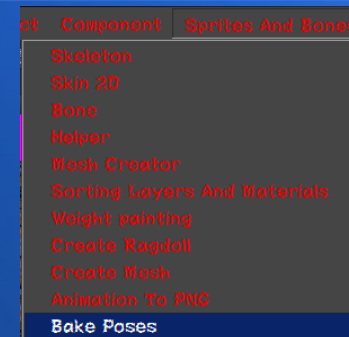 ct Component Sprites And Bones
Skeleton
Skin 2D
Bone
Helper
Mesh Creator
Sorting Layers And Materials
Weight painting
Create Ragdoll
Create Mesh
Animation To PNG
Bake Poses